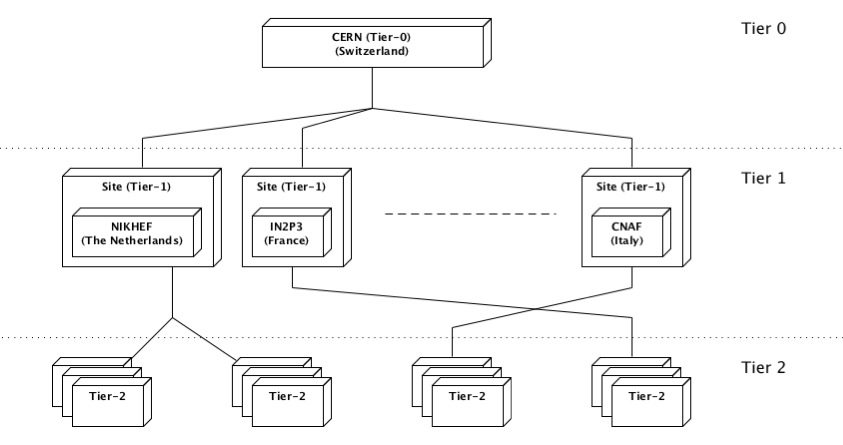 CERN (Tier-0)
(Switzerland)
Tier 0
Site (Tier-1)
NIKHEF
(The Netherlands)
Site (Tier-1)
IN2P3
(France)
Site (Tier-1)
CNAF
(Italy)
Tier 1
Tier-2
Tier-2
Tier-2
Tier-2
Tier 2